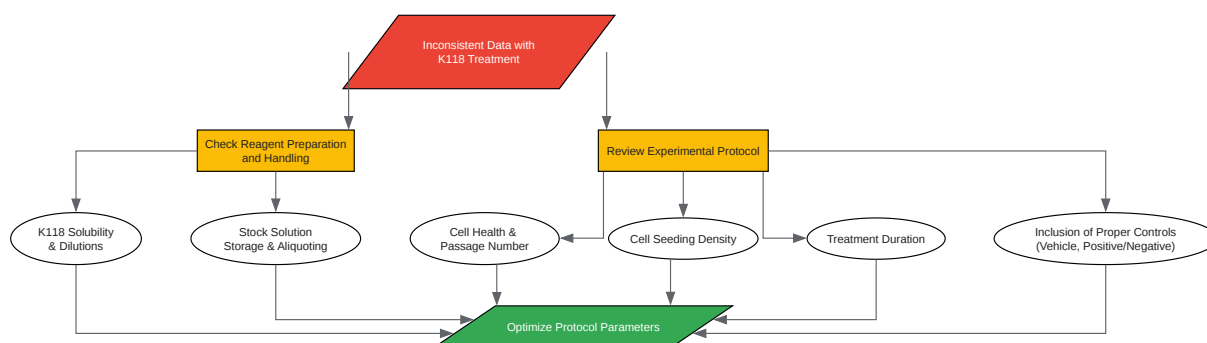 Inconsistent Data with
K118 Treatment
Check Reagent Preparation
and Handling
Review Experimental Protocol
K118 Solubility
& Dilutions
Stock Solution
Storage & Aliquoting
Cell Health &
Passage Number
Cell Seeding Density
Treatment Duration
Inclusion of Proper Controls
(Vehicle, Positive/Negative)
Optimize Protocol Parameters